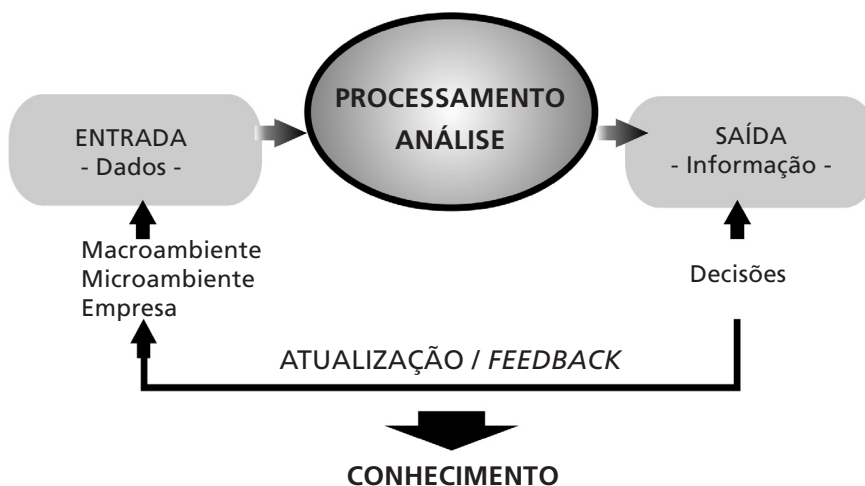 PROCESSAMENTO
ANÁLISE
ENTRADA
- Dados -
SAÍDA
- Informação -
Macroambiente
Microambiente
Empresa
Decisões
ATUALIZAÇÃO / FEEDBACK
CONHECIMENTO